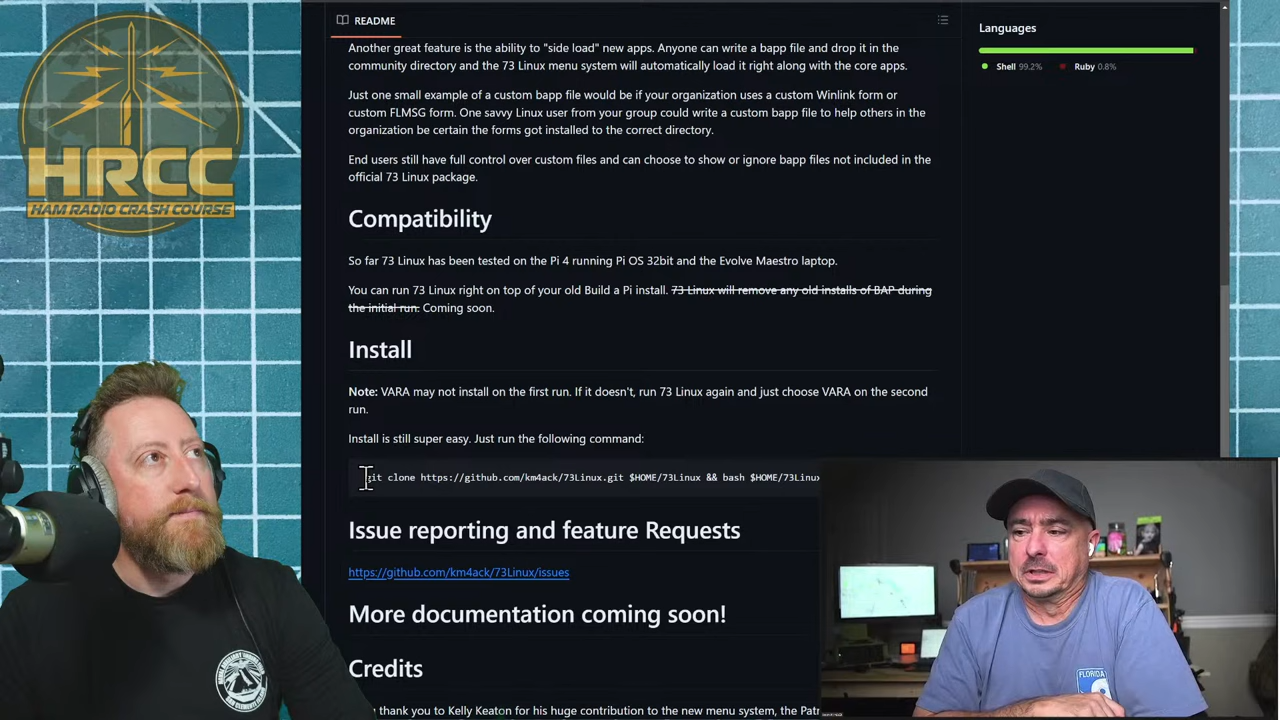 README
Languages
Shell 99.2% Ruby 0.8%
Another great feature is the ability to "side load" new apps. Anyone can write a bapp file and drop it in the
community directory and the 73 Linux menu system will automatically load it right along with the core apps.
Just one small example of a custom bapp file would be if your organization uses a custom Winlink form or
custom FLMSG form. One savvy Linux user from your group could write a custom bapp file to help others in the
organization be certain the forms got installed to the correct directory.
End users still have full control over custom files and can choose to show or ignore bapp files not included in the
official 73 Linux package.
HRCC
HAM RADIO CRASH COURSE
Compatibility
So far 73 Linux has been tested on the Pi 4 running Pi OS 32bit and the Evolve Maestro laptop.
You can run 73 Linux right on top of your old Build a Pi install. 73 Linux will remove any old installs of BAP during
the initial run. Coming soon.
Install
Note: VARA may not install on the first run. If it doesn't, run 73 Linux again and just choose VARA on the second
run.
Install is still super easy. Just run the following command:
git clone https://github.com/km4ack/73Linux.git $HOME/73Linux && bash $HOME/73Linux
Issue reporting and feature Requests
https://github.com/km4ack/73Linux/issues
More documentation coming soon!
Credits
thank you to Kelly Keaton for his huge contribution to the new menu system, the
FLORIDA